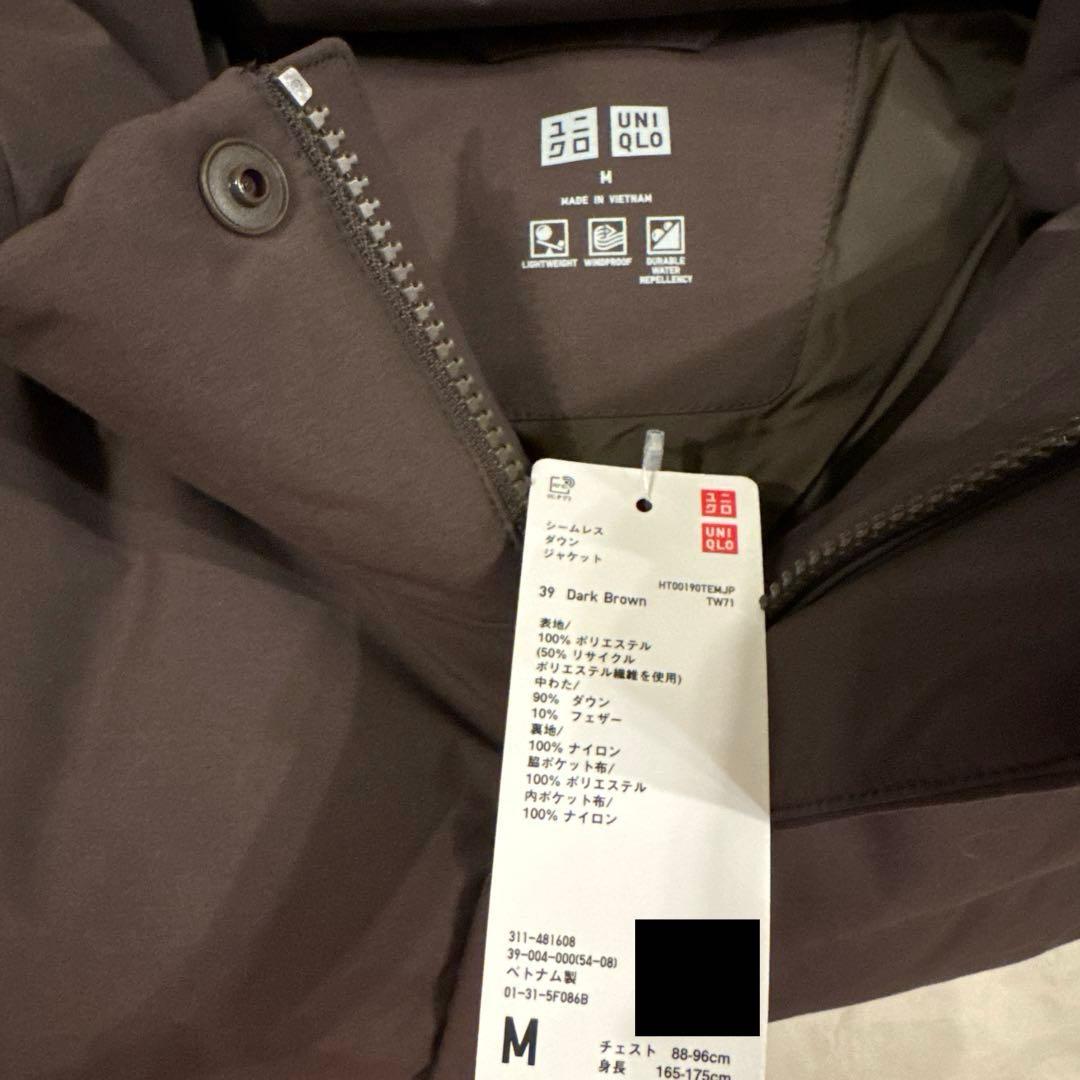 ユニ
クロ
UNI
QLO
M
MADE IN VIETNAM
LIGHTWEIGHT
WINDPROOF
DURABLE
WATER
REPELLENCY
ユニ
クロ
UNI
QLO
シームレス
ダウン
ジャケット
39 Dark Brown
HT00190TEMJP
TW71
表地/
100% ポリエステル
(50% リサイクル
ポリエステル繊維を使用)
中わた/
90% ダウン
10% フェザー
裏地/
100% ナイロン
脇ポケット布/
100% ポリエステル
内ポケット布/
100% ナイロン
311-481608
39-004-000(54-08)
ベトナム製
01-31-5F086B
M
チェスト 88-96cm
身長 165-175cm